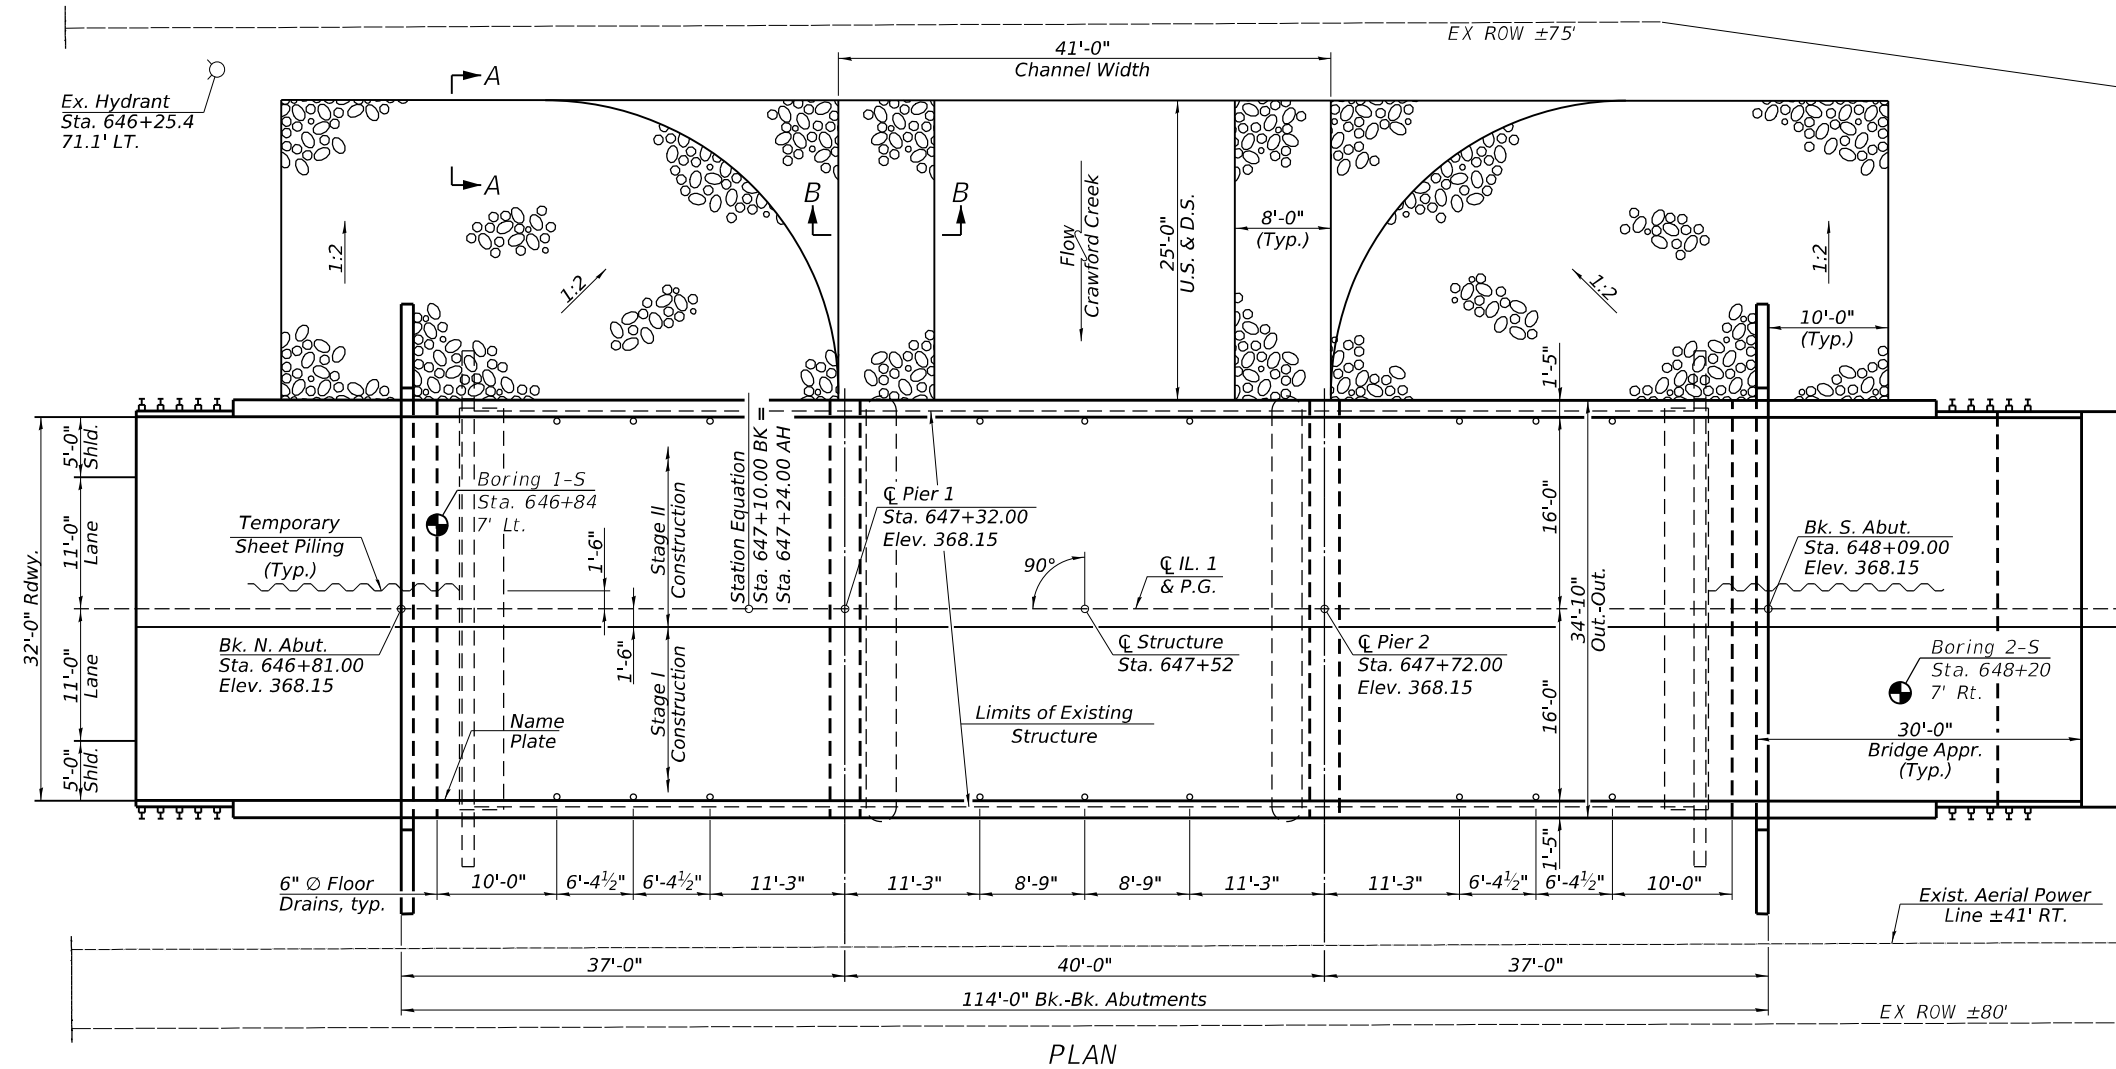 EX ROW ±75'
41'-0"
Channel Width
A
Ex. Hydrant
Sta. 646+25.4
71.1' LT.
A
B
B
Flow
Crawford Creek
25'-0"
U.S. & D.S.
8'-0"
(Typ.)
1:2
1:2
1:2
1:2
10'-0"
(Typ.)
1'-5"
5'-0"
Shld.
11'-0"
Lane
32'-0" Rdwy.
11'-0"
Lane
5'-0"
Shld.
Temporary
Sheet Piling
(Typ.)
Boring 1-S
Sta. 646+84
7' Lt.
1'-6"
1'-6"
Stage II
Construction
Stage I
Construction
Station Equation
Sta. 647+10.00 BK =
Sta. 647+24.00 AH
℄ Pier 1
Sta. 647+32.00
Elev. 368.15
90°
℄ IL. 1
& P.G.
16'-0"
34'-10"
Out.-Out.
16'-0"
1'-5"
Bk. S. Abut.
Sta. 648+09.00
Elev. 368.15
Bk. N. Abut.
Sta. 646+81.00
Elev. 368.15
℄ Structure
Sta. 647+52
℄ Pier 2
Sta. 647+72.00
Elev. 368.15
Boring 2-S
Sta. 648+20
7' Rt.
Name
Plate
Limits of Existing
Structure
30'-0"
Bridge Appr.
(Typ.)
6" ∅ Floor
Drains, typ.
10'-0" 6'-4½" 6'-4½" 11'-3" 11'-3" 8'-9" 8'-9" 11'-3" 11'-3" 6'-4½" 6'-4½" 10'-0"
Exist. Aerial Power
Line ±41' RT.
37'-0" 40'-0" 37'-0"
114'-0" Bk.-Bk. Abutments
EX ROW ±80'
PLAN